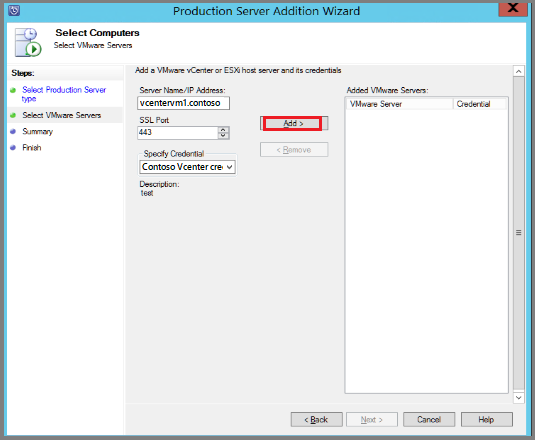 Production Server Addition Wizard
X
Select Computers
Select VMware Servers
Steps:
Select Production Server
type
Select VMware Servers
Summary
Finish
Add a VMware vCenter or ESXi host server and its credentials
Server Name/IP Address:
vcentervm1.contoso
SSL Port
443
Specify Credential
Contoso Vcenter cre
Description:
test
Add >
< Remove
Added VMware Servers:
VMware Server Credential
< Back Next > Cancel Help